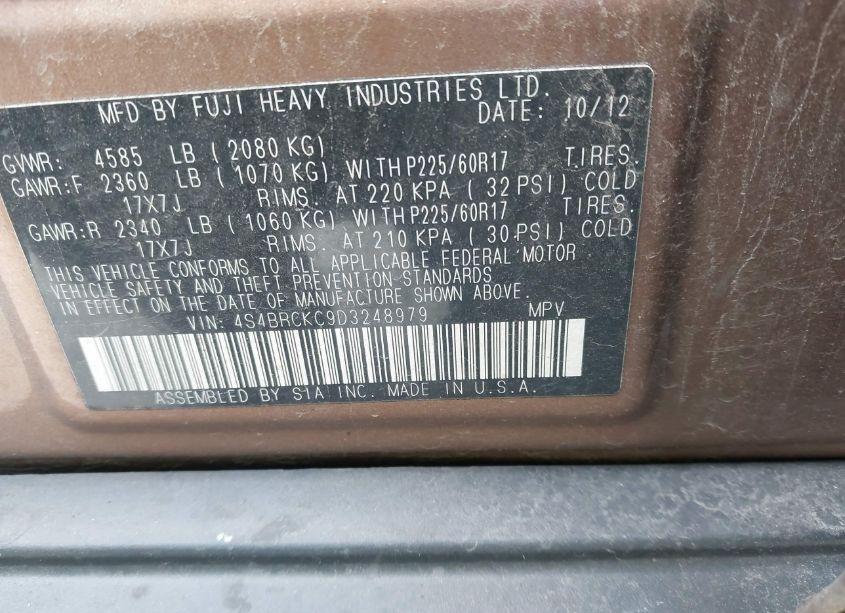 MFD BY FUJI HEAVY INDUSTRIES LTD.
DATE: 10/12
GVWR: 4585 LB ( 2080 KG)
GAWR:F 2360 LB ( 1070 KG) WITH P225/60R17 TIRES.
17X7J RIMS. AT 220 KPA ( 32 PSI) COLD
GAWR:R 2340 LB ( 1060 KG) WITH P225/60R17 TIRES.
17X7J RIMS. AT 210 KPA ( 30 PSI) COLD
THIS VEHICLE CONFORMS TO ALL APPLICABLE FEDERAL MOTOR
VEHICLE SAFETY AND THEFT PREVENTION STANDARDS
IN EFFECT ON THE DATE OF MANUFACTURE SHOWN ABOVE.
VIN: 4S4BRCKC9D3248979 MPV
ASSEMBLED BY SIA INC. MADE IN U.S.A.